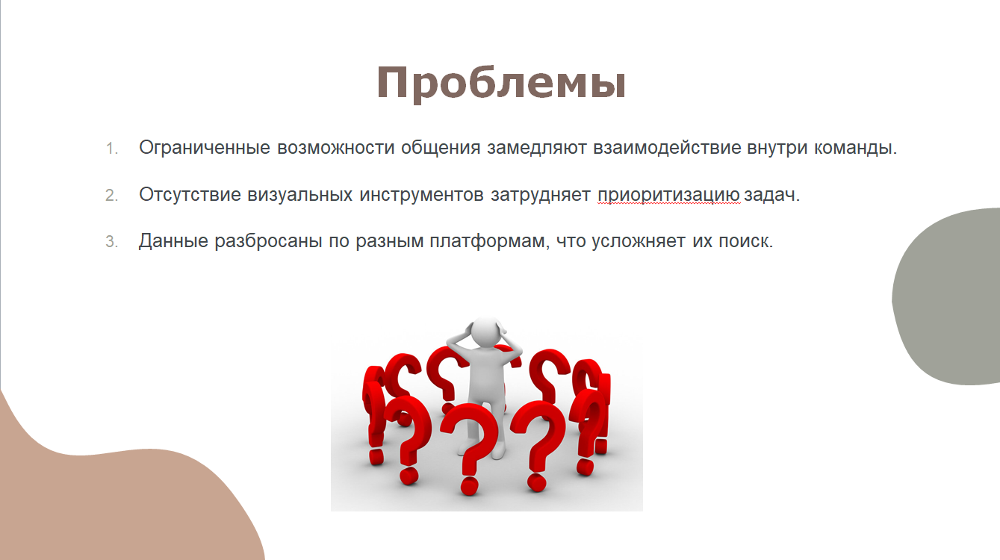 Проблемы
1. Ограниченные возможности общения замедляют взаимодействие внутри команды.
2. Отсутствие визуальных инструментов затрудняет приоритизацию задач.
3. Данные разбросаны по разным платформам, что усложняет их поиск.